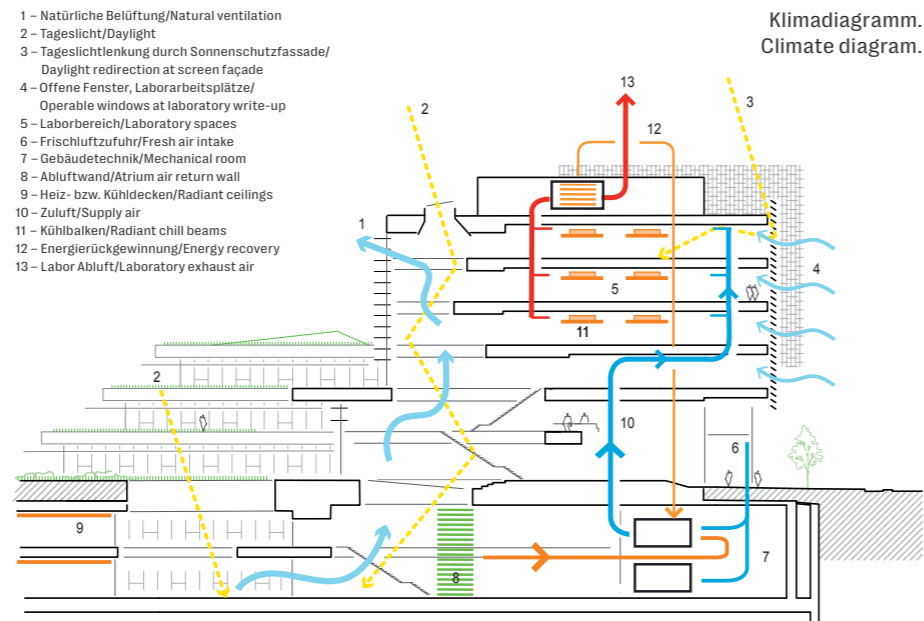 1 – Natürliche Belüftung/Natural ventilation
2 – Tageslicht/Daylight
3 – Tageslichtlenkung durch Sonnenschutzfassade/
Daylight redirection at screen façade
4 – Offene Fenster, Laborarbeitsplätze/
Operable windows at laboratory write-up
5 – Laborbereich/Laboratory spaces
6 – Frischluftzufuhr/Fresh air intake
7 – Gebäudetechnik/Mechanical room
8 – Abluftwand/Atrium air return wall
9 – Heiz- bzw. Kühldecken/Radiant ceilings
10 – Zuluft/Supply air
11 – Kühlbalken/Radiant chill beams
12 – Energierückgewinnung/Energy recovery
13 – Labor Abluft/Laboratory exhaust air
Klimadiagramm.
Climate diagram.
13
2
3
12
1
4
5
11
2
10
6
9
7
8